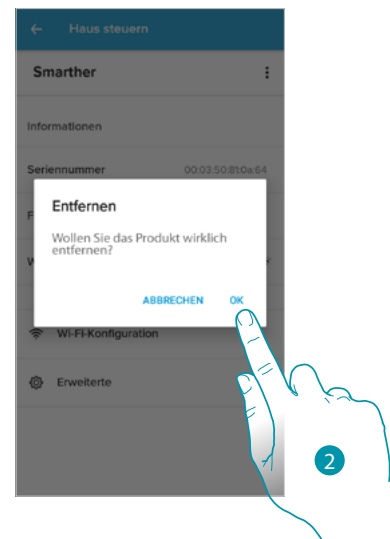 Haus steuern
Smarther
Informationen
Seriennummer 00:03:50:81:0a:64
F
Entfernen
Wollen Sie das Produkt wirklich
entfernen?
W
ABBRECHEN OK
Wi-Fi-Konfiguration
Erweiterte
2